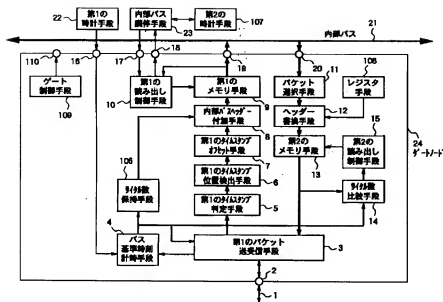 22
第1の
時計手段
内部バス
調停手段
第2の
時計手段
107
21
内部バス
23
110
16
17
18
19
20
ゲート
制御手段
109
第1の
読み出し
制御手段
10
第1の
メモリ手段
9
パケット
選択手段
11
レジスタ
手段
108
内部バスヘッダー
付加手段
8
ヘッダー
書換手段
12
15
第1のタイムスタンプ
オフセット手段
7
第2の
メモリ手段
13
第2の
読み出し
制御手段
24
ゲートノード
106
サイクル数
保持手段
第1のタイムスタンプ
位置検出手段
6
サイクル数
比較手段
14
4
バス
基準時刻
計時手段
第1のタイムスタンプ
判定手段
5
第1のパケット
送受信手段
3
2
1